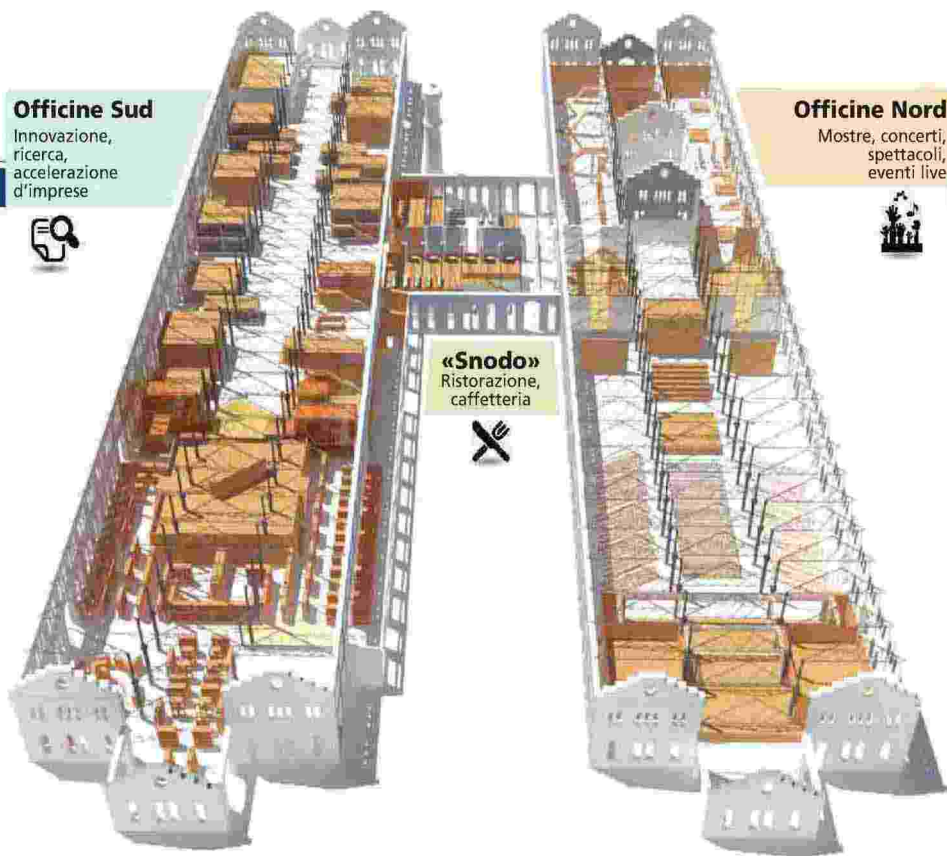 Officine Sud
Innovazione,
ricerca,
accelerazione
d'imprese
Officine Nord
Mostre, concerti,
spettacoli,
eventi live
«Snodo»
Ristorazione,
caffetteria